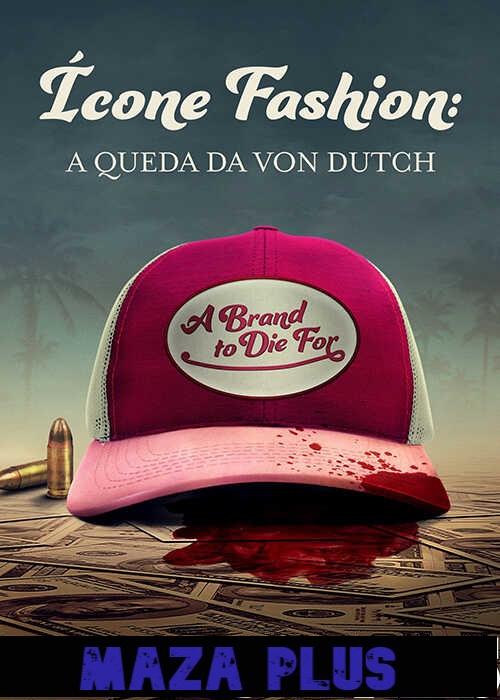 Ícone Fashion:
A QUEDA DA VON DUTCH
A Brand
to Die For
MAZA PLUS